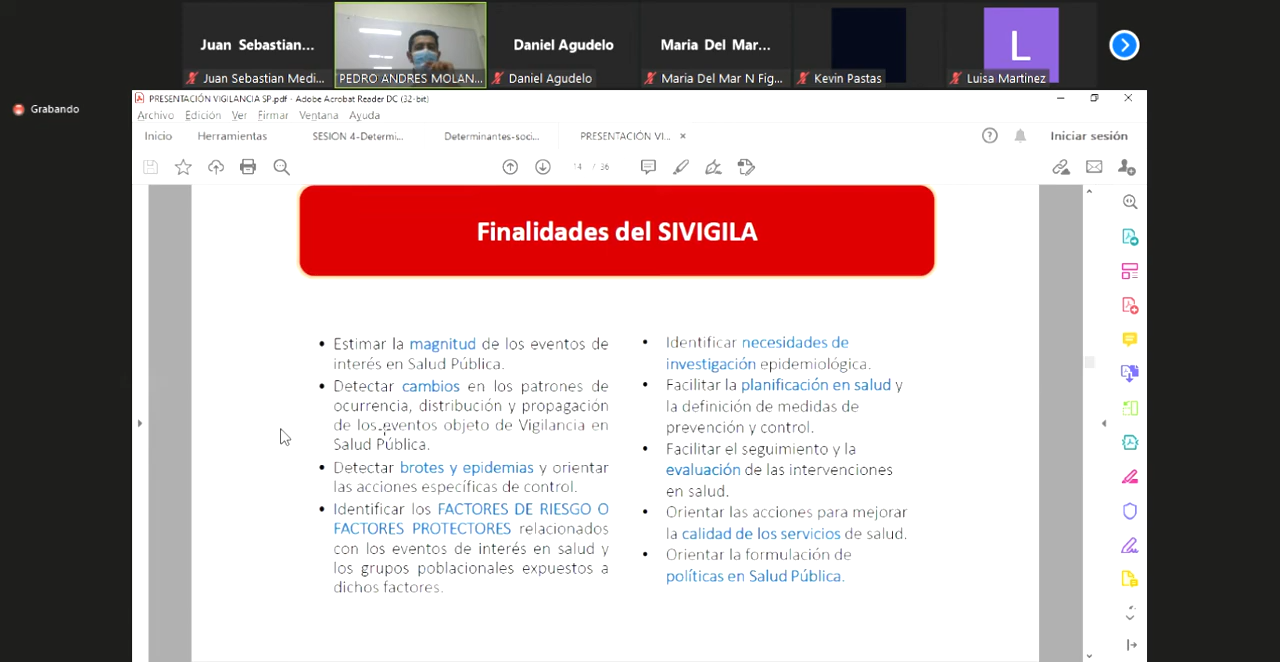 Juan Sebastian...
Daniel Agudelo
Maria Del Mar...
L
Juan Sebastian Medi...
PEDRO ANDRES MOLAN...
Daniel Agudelo
Maria Del Mar N Fig...
Kevin Pastas
Luisa Martinez
Grabando
PRESENTACIÓN VIGILANCIA SP.pdf - Adobe Acrobat Reader DC (32-bit)
Archivo Edición Ver Firmar Ventana Ayuda
Inicio Herramientas SESION 4-Determi... Determinantes-soci... PRESENTACIÓN VI... × Iniciar sesión
14 / 36
Finalidades del SIVIGILA
• Estimar la magnitud de los eventos de
interés en Salud Pública.
• Detectar cambios en los patrones de
ocurrencia, distribución y propagación
de los eventos objeto de Vigilancia en
Salud Pública.
• Detectar brotes y epidemias y orientar
las acciones específicas de control.
• Identificar los FACTORES DE RIESGO O
FACTORES PROTECTORES relacionados
con los eventos de interés en salud y
los grupos poblacionales expuestos a
dichos factores.
• Identificar necesidades de
investigación epidemiológica.
• Facilitar la planificación en salud y
la definición de medidas de
prevención y control.
• Facilitar el seguimiento y la
evaluación de las intervenciones
en salud.
• Orientar las acciones para mejorar
la calidad de los servicios de salud.
• Orientar la formulación de
políticas en Salud Pública.